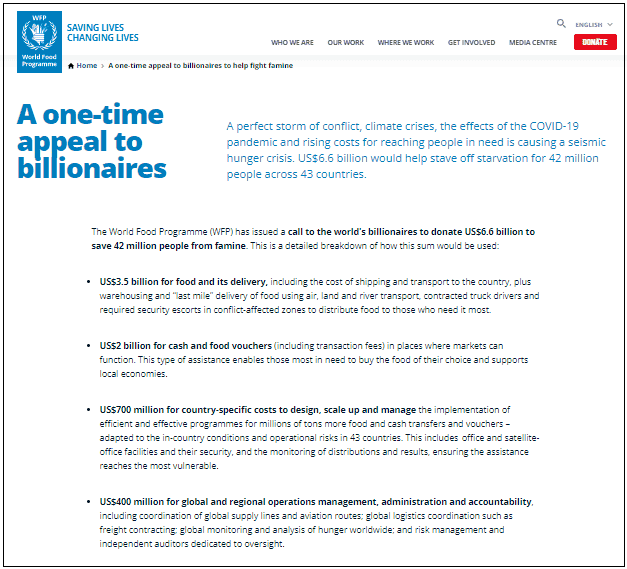 WFP
World Food
Programme
SAVING LIVES
CHANGING LIVES
ENGLISH
WHO WE ARE OUR WORK WHERE WE WORK GET INVOLVED MEDIA CENTRE DONATE
Home > A one-time appeal to billionaires to help fight famine
A one-time
appeal to
billionaires
A perfect storm of conflict, climate crises, the effects of the COVID-19
pandemic and rising costs for reaching people in need is causing a seismic
hunger crisis. US$6.6 billion would help stave off starvation for 42 million
people across 43 countries.
The World Food Programme (WFP) has issued a call to the world's billionaires to donate US$6.6 billion to
save 42 million people from famine. This is a detailed breakdown of how this sum would be used:
• US$3.5 billion for food and its delivery, including the cost of shipping and transport to the country, plus
warehousing and “last mile” delivery of food using air, land and river transport, contracted truck drivers and
required security escorts in conflict-affected zones to distribute food to those who need it most.
• US$2 billion for cash and food vouchers (including transaction fees) in places where markets can
function. This type of assistance enables those most in need to buy the food of their choice and supports
local economies.
• US$700 million for country-specific costs to design, scale up and manage the implementation of
efficient and effective programmes for millions of tons more food and cash transfers and vouchers –
adapted to the in-country conditions and operational risks in 43 countries. This includes office and satellite-
office facilities and their security, and the monitoring of distributions and results, ensuring the assistance
reaches the most vulnerable.
• US$400 million for global and regional operations management, administration and accountability,
including coordination of global supply lines and aviation routes; global logistics coordination such as
freight contracting; global monitoring and analysis of hunger worldwide; and risk management and
independent auditors dedicated to oversight.